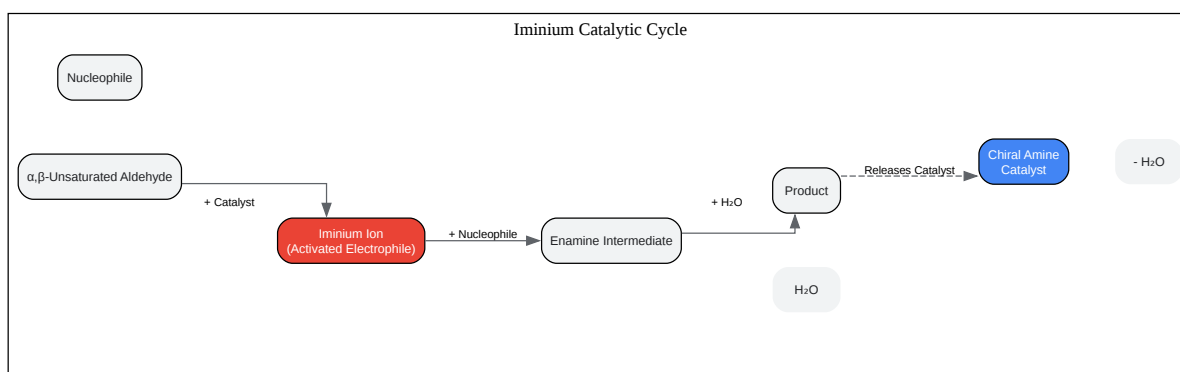 Iminium Catalytic Cycle
Nucleophile
α,β-Unsaturated Aldehyde
+ Catalyst
Iminium Ion
(Activated Electrophile)
+ Nucleophile
Enamine Intermediate
+ H₂O
Product
H₂O
Releases Catalyst
Chiral Amine
Catalyst
- H₂O